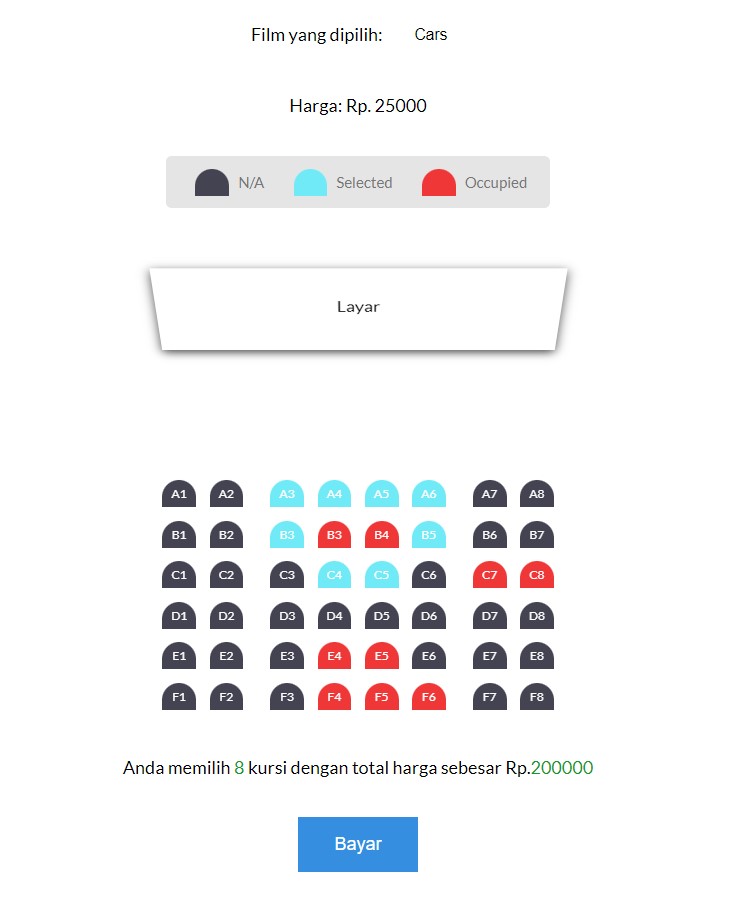 Film yang dipilih: Cars
Harga: Rp. 25000
N/A Selected Occupied
Layar
A1 A2 A3 A4 A5 A6 A7 A8
B1 B2 B3 B3 B4 B5 B6 B7
C1 C2 C3 C4 C5 C6 C7 C8
D1 D2 D3 D4 D5 D6 D7 D8
E1 E2 E3 E4 E5 E6 E7 E8
F1 F2 F3 F4 F5 F6 F7 F8
Anda memilih 8 kursi dengan total harga sebesar Rp.200000
Bayar